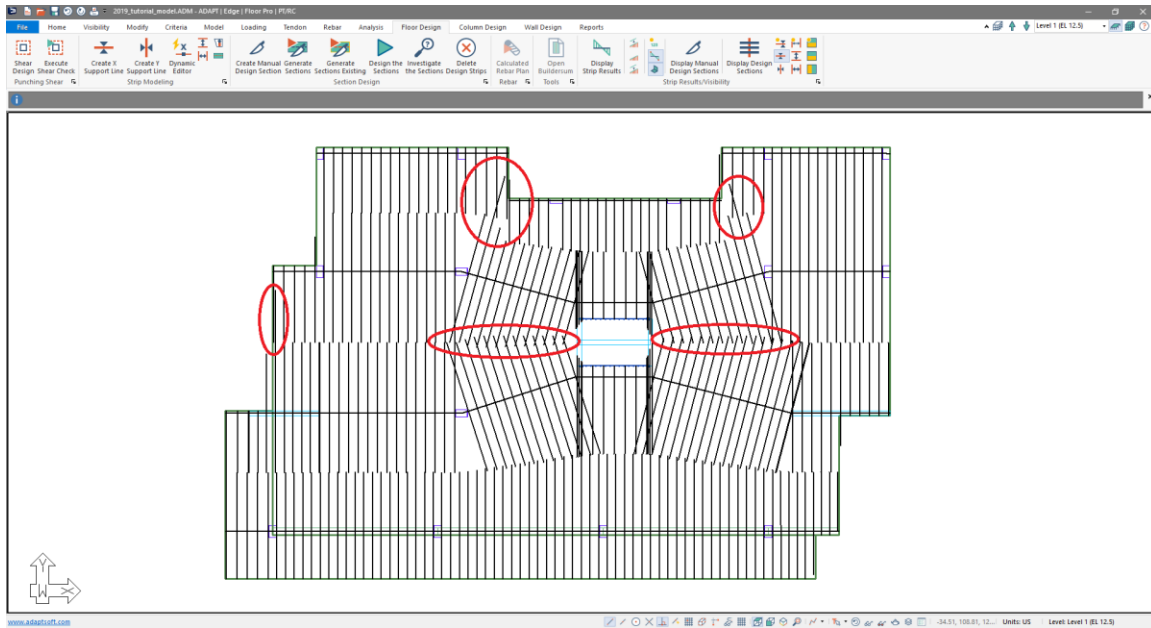 2019_tutorial_model.ADM - ADAPT | Edge | Floor Pro | PT/RC
File Home Visibility Modify Criteria Model Loading Tendon Rebar Analysis Floor Design Column Design Wall Design Reports
Level 1 (EL 12.5)
Shear Design
Execute Shear Check
Create X Support Line
Create Y Support Line
Dynamic Editor
Create Manual Design Section
Generate Sections
Generate Sections Existing
Design the Sections
Investigate the Sections
Delete Design Strips
Calculated Rebar Plan
Open Buildersum
Display Strip Results
Display Manual Design Sections
Display Design Sections
Punching Shear
Strip Modeling
Section Design
Rebar
Tools
Strip Results/Visibility
Y
W
X
www.adaptsoft.com
-34.51, 108.81, 12... Units: US Level: Level 1 (EL 12.5)